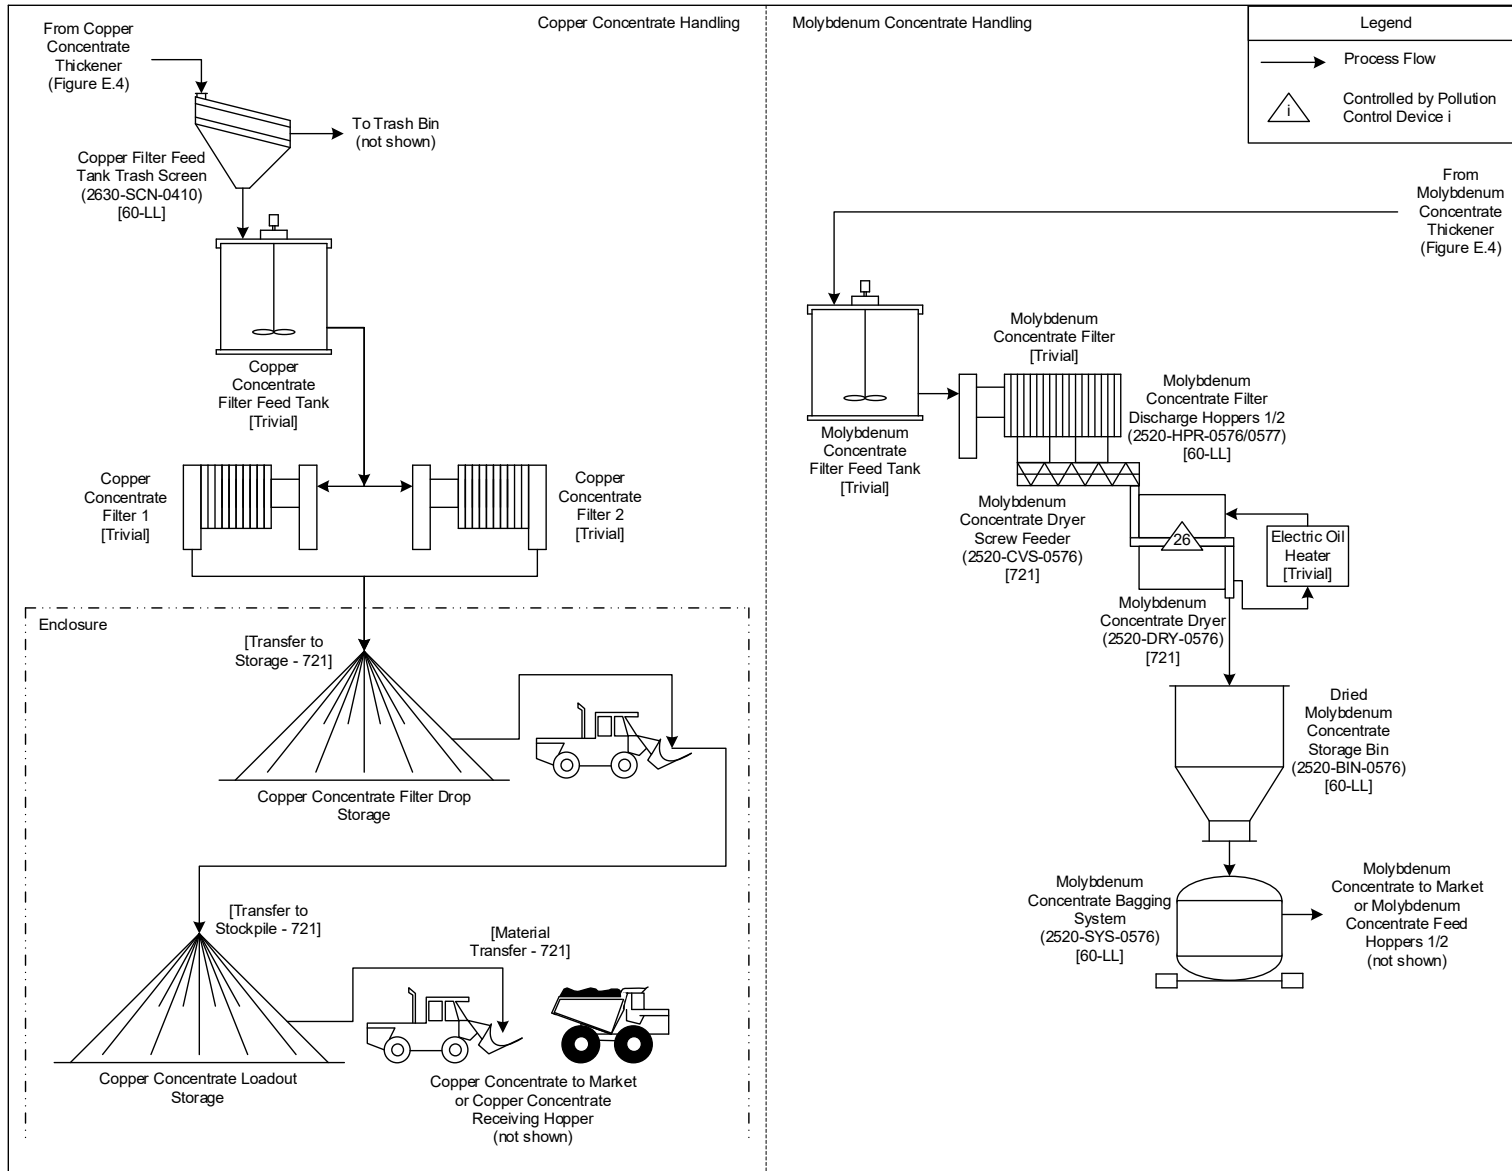 Copper Concentrate Handling
From Copper
Concentrate
Thickener
(Figure E.4)
To Trash Bin
(not shown)
Copper Filter Feed
Tank Trash Screen
(2630-SCN-0410)
[60-LL]
Copper
Concentrate
Filter Feed Tank
[Trivial]
Copper
Concentrate
Filter 1
[Trivial]
Copper
Concentrate
Filter 2
[Trivial]
Enclosure
[Transfer to
Storage - 721]
Copper Concentrate Filter Drop
Storage
[Transfer to
Stockpile - 721]
[Material
Transfer - 721]
Copper Concentrate Loadout
Storage
Copper Concentrate to Market
or Copper Concentrate
Receiving Hopper
(not shown)
Molybdenum Concentrate Handling
Legend
Process Flow
i
Controlled by Pollution
Control Device i
From
Molybdenum
Concentrate
Thickener
(Figure E.4)
Molybdenum
Concentrate
Filter Feed Tank
[Trivial]
Molybdenum
Concentrate Filter
[Trivial]
Molybdenum
Concentrate Filter
Discharge Hoppers 1/2
(2520-HPR-0576/0577)
[60-LL]
Molybdenum
Concentrate Dryer
Screw Feeder
(2520-CVS-0576)
[721]
26
Electric Oil
Heater
[Trivial]
Molybdenum
Concentrate Dryer
(2520-DRY-0576)
[721]
Dried
Molybdenum
Concentrate
Storage Bin
(2520-BIN-0576)
[60-LL]
Molybdenum
Concentrate Bagging
System
(2520-SYS-0576)
[60-LL]
Molybdenum
Concentrate to Market
or Molybdenum
Concentrate Feed
Hoppers 1/2
(not shown)